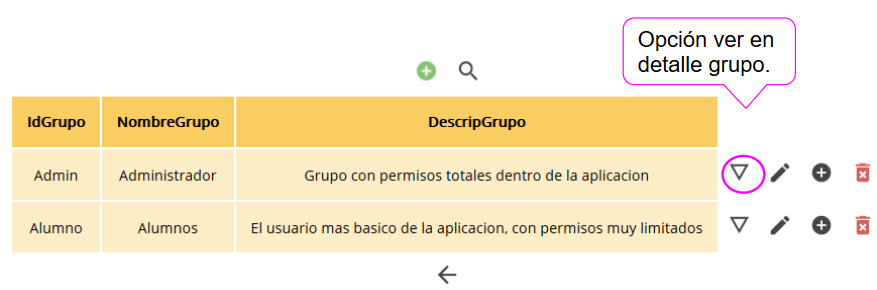 Opción ver en
detalle grupo.
IdGrupo NombreGrupo DescripGrupo
Admin Administrador Grupo con permisos totales dentro de la aplicacion
Alumno Alumnos El usuario mas basico de la aplicacion, con permisos muy limitados